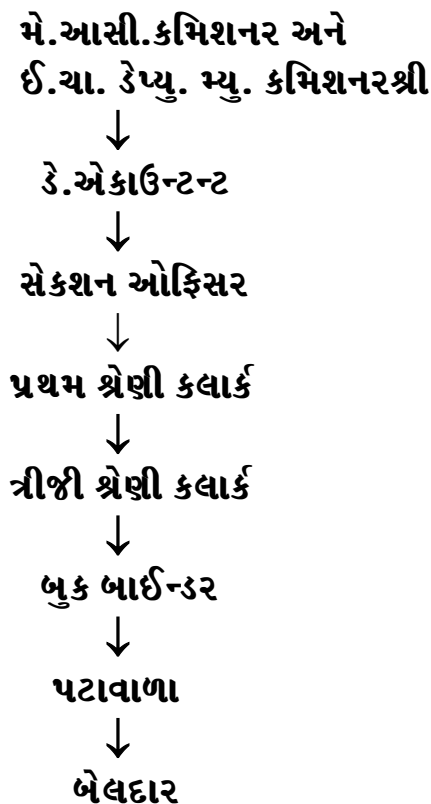 મે.આસી.કમિશનર અને
ઈ.ચા. ડેપ્યુ. મ્યુ. કમિશનરશ્રી
↓
ડે.એકાઉન્ટન્ટ
↓
સેકશન ઓફિસર
↓
પ્રથમ શ્રેણી કલાર્ક
↓
ત્રીજી શ્રેણી કલાર્ક
↓
બુક બાઈન્ડર
↓
પટાવાળા
↓
બેલદાર